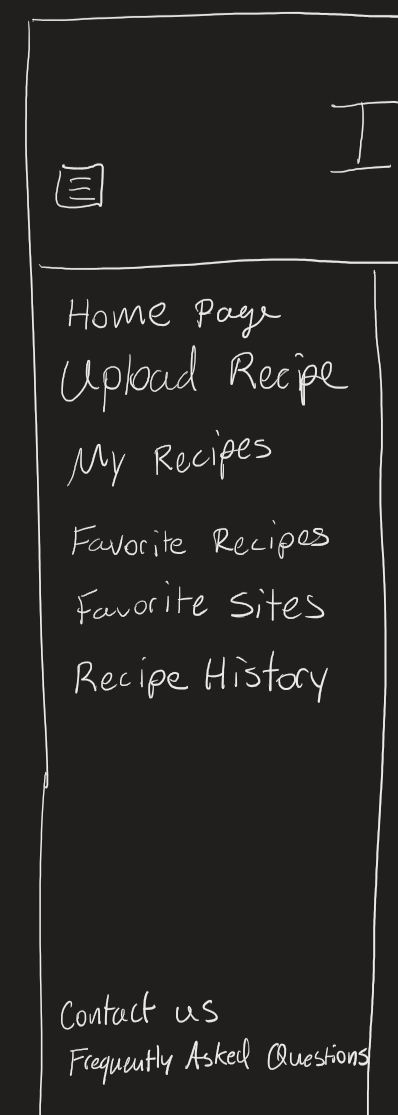 I
Home Page
Upload Recipe
My Recipes
Favorite Recipes
Favorite Sites
Recipe History
Contact us
Frequently Asked Questions